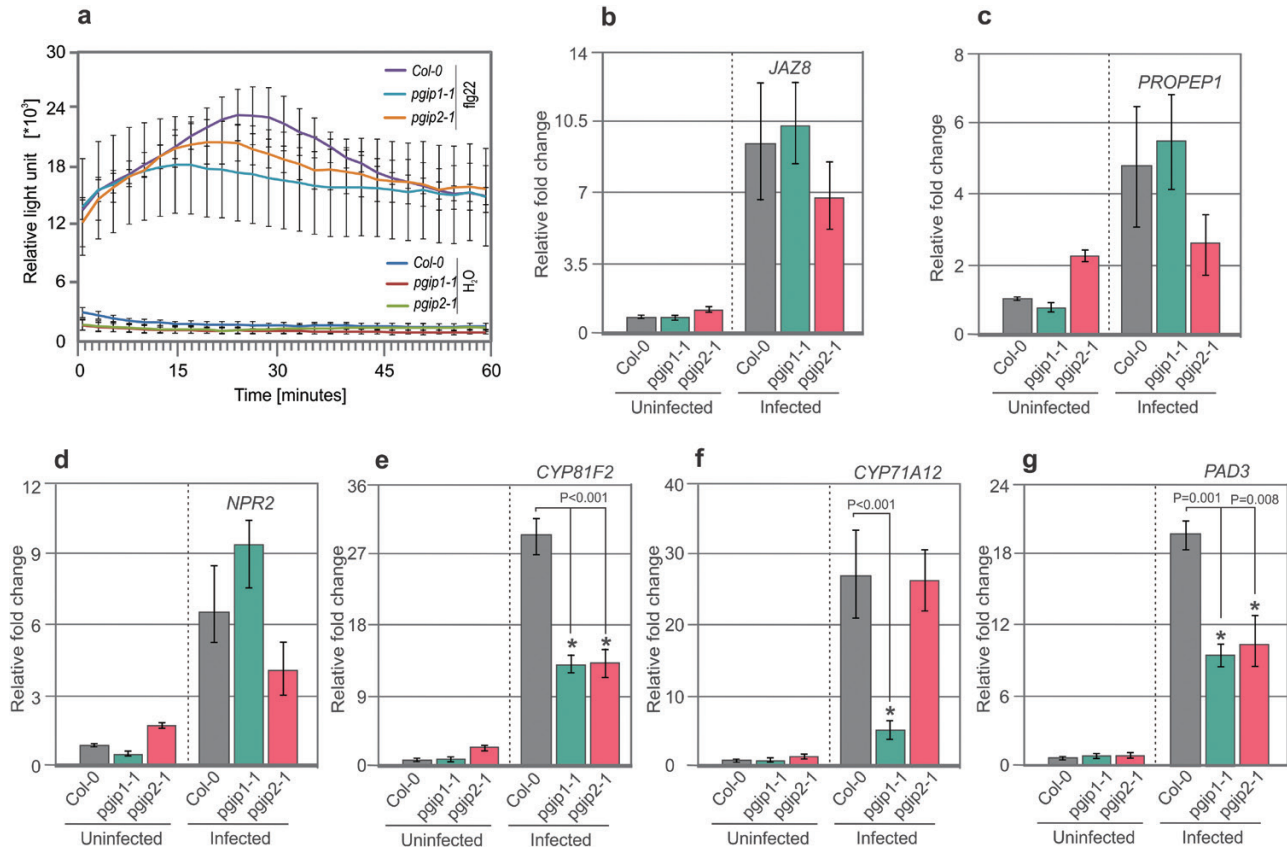 a
30
24
18
12
6
0
Relative light unit [*10³]
0
15
30
45
60
Time [minutes]
Col-0
pgip1-1
pgip2-1
flg22
Col-0
pgip1-1
pgip2-1
H₂O
b
14
10.5
7
3.5
0
Relative fold change
JAZ8
Col-0
pgip1-1
pgip2-1
Col-0
pgip1-1
pgip2-1
Uninfected
Infected
c
8
6
4
2
0
Relative fold change
PROPEP1
Col-0
pgip1-1
pgip2-1
Col-0
pgip1-1
pgip2-1
Uninfected
Infected
d
12
9
6
3
0
Relative fold change
NPR2
Col-0
pgip1-1
pgip2-1
Col-0
pgip1-1
pgip2-1
Uninfected
Infected
e
36
27
18
9
0
Relative fold change
CYP81F2
P<0.001
*
*
Col-0
pgip1-1
pgip2-1
Col-0
pgip1-1
pgip2-1
Uninfected
Infected
f
40
30
20
10
0
Relative fold change
CYP71A12
P<0.001
*
Col-0
pgip1-1
pgip2-1
Col-0
pgip1-1
pgip2-1
Uninfected
Infected
g
24
18
12
6
0
Relative fold change
PAD3
P=0.001
P=0.008
*
*
Col-0
pgip1-1
pgip2-1
Col-0
pgip1-1
pgip2-1
Uninfected
Infected